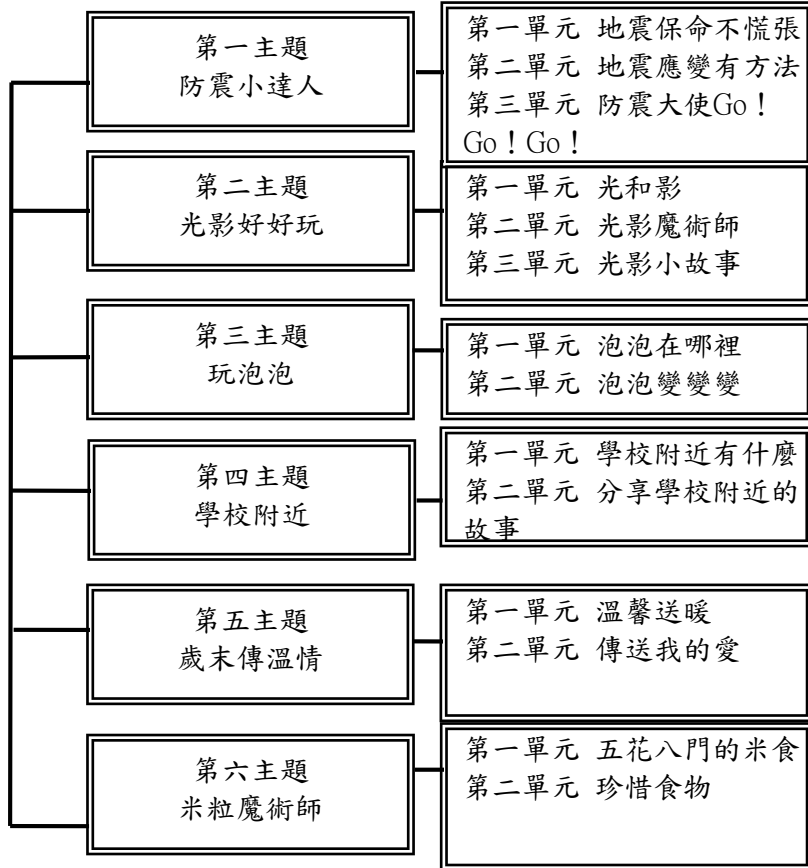 第一主題
防震小達人
第一單元 地震保命不慌張
第二單元 地震應變有方法
第三單元 防震大使Go！
Go！Go！
第二主題
光影好好玩
第一單元 光和影
第二單元 光影魔術師
第三單元 光影小故事
第三主題
玩泡泡
第一單元 泡泡在哪裡
第二單元 泡泡變變變
第四主題
學校附近
第一單元 學校附近有什麼
第二單元 分享學校附近的
故事
第五主題
歲末傳溫情
第一單元 溫馨送暖
第二單元 傳送我的愛
第六主題
米粒魔術師
第一單元 五花八門的米食
第二單元 珍惜食物